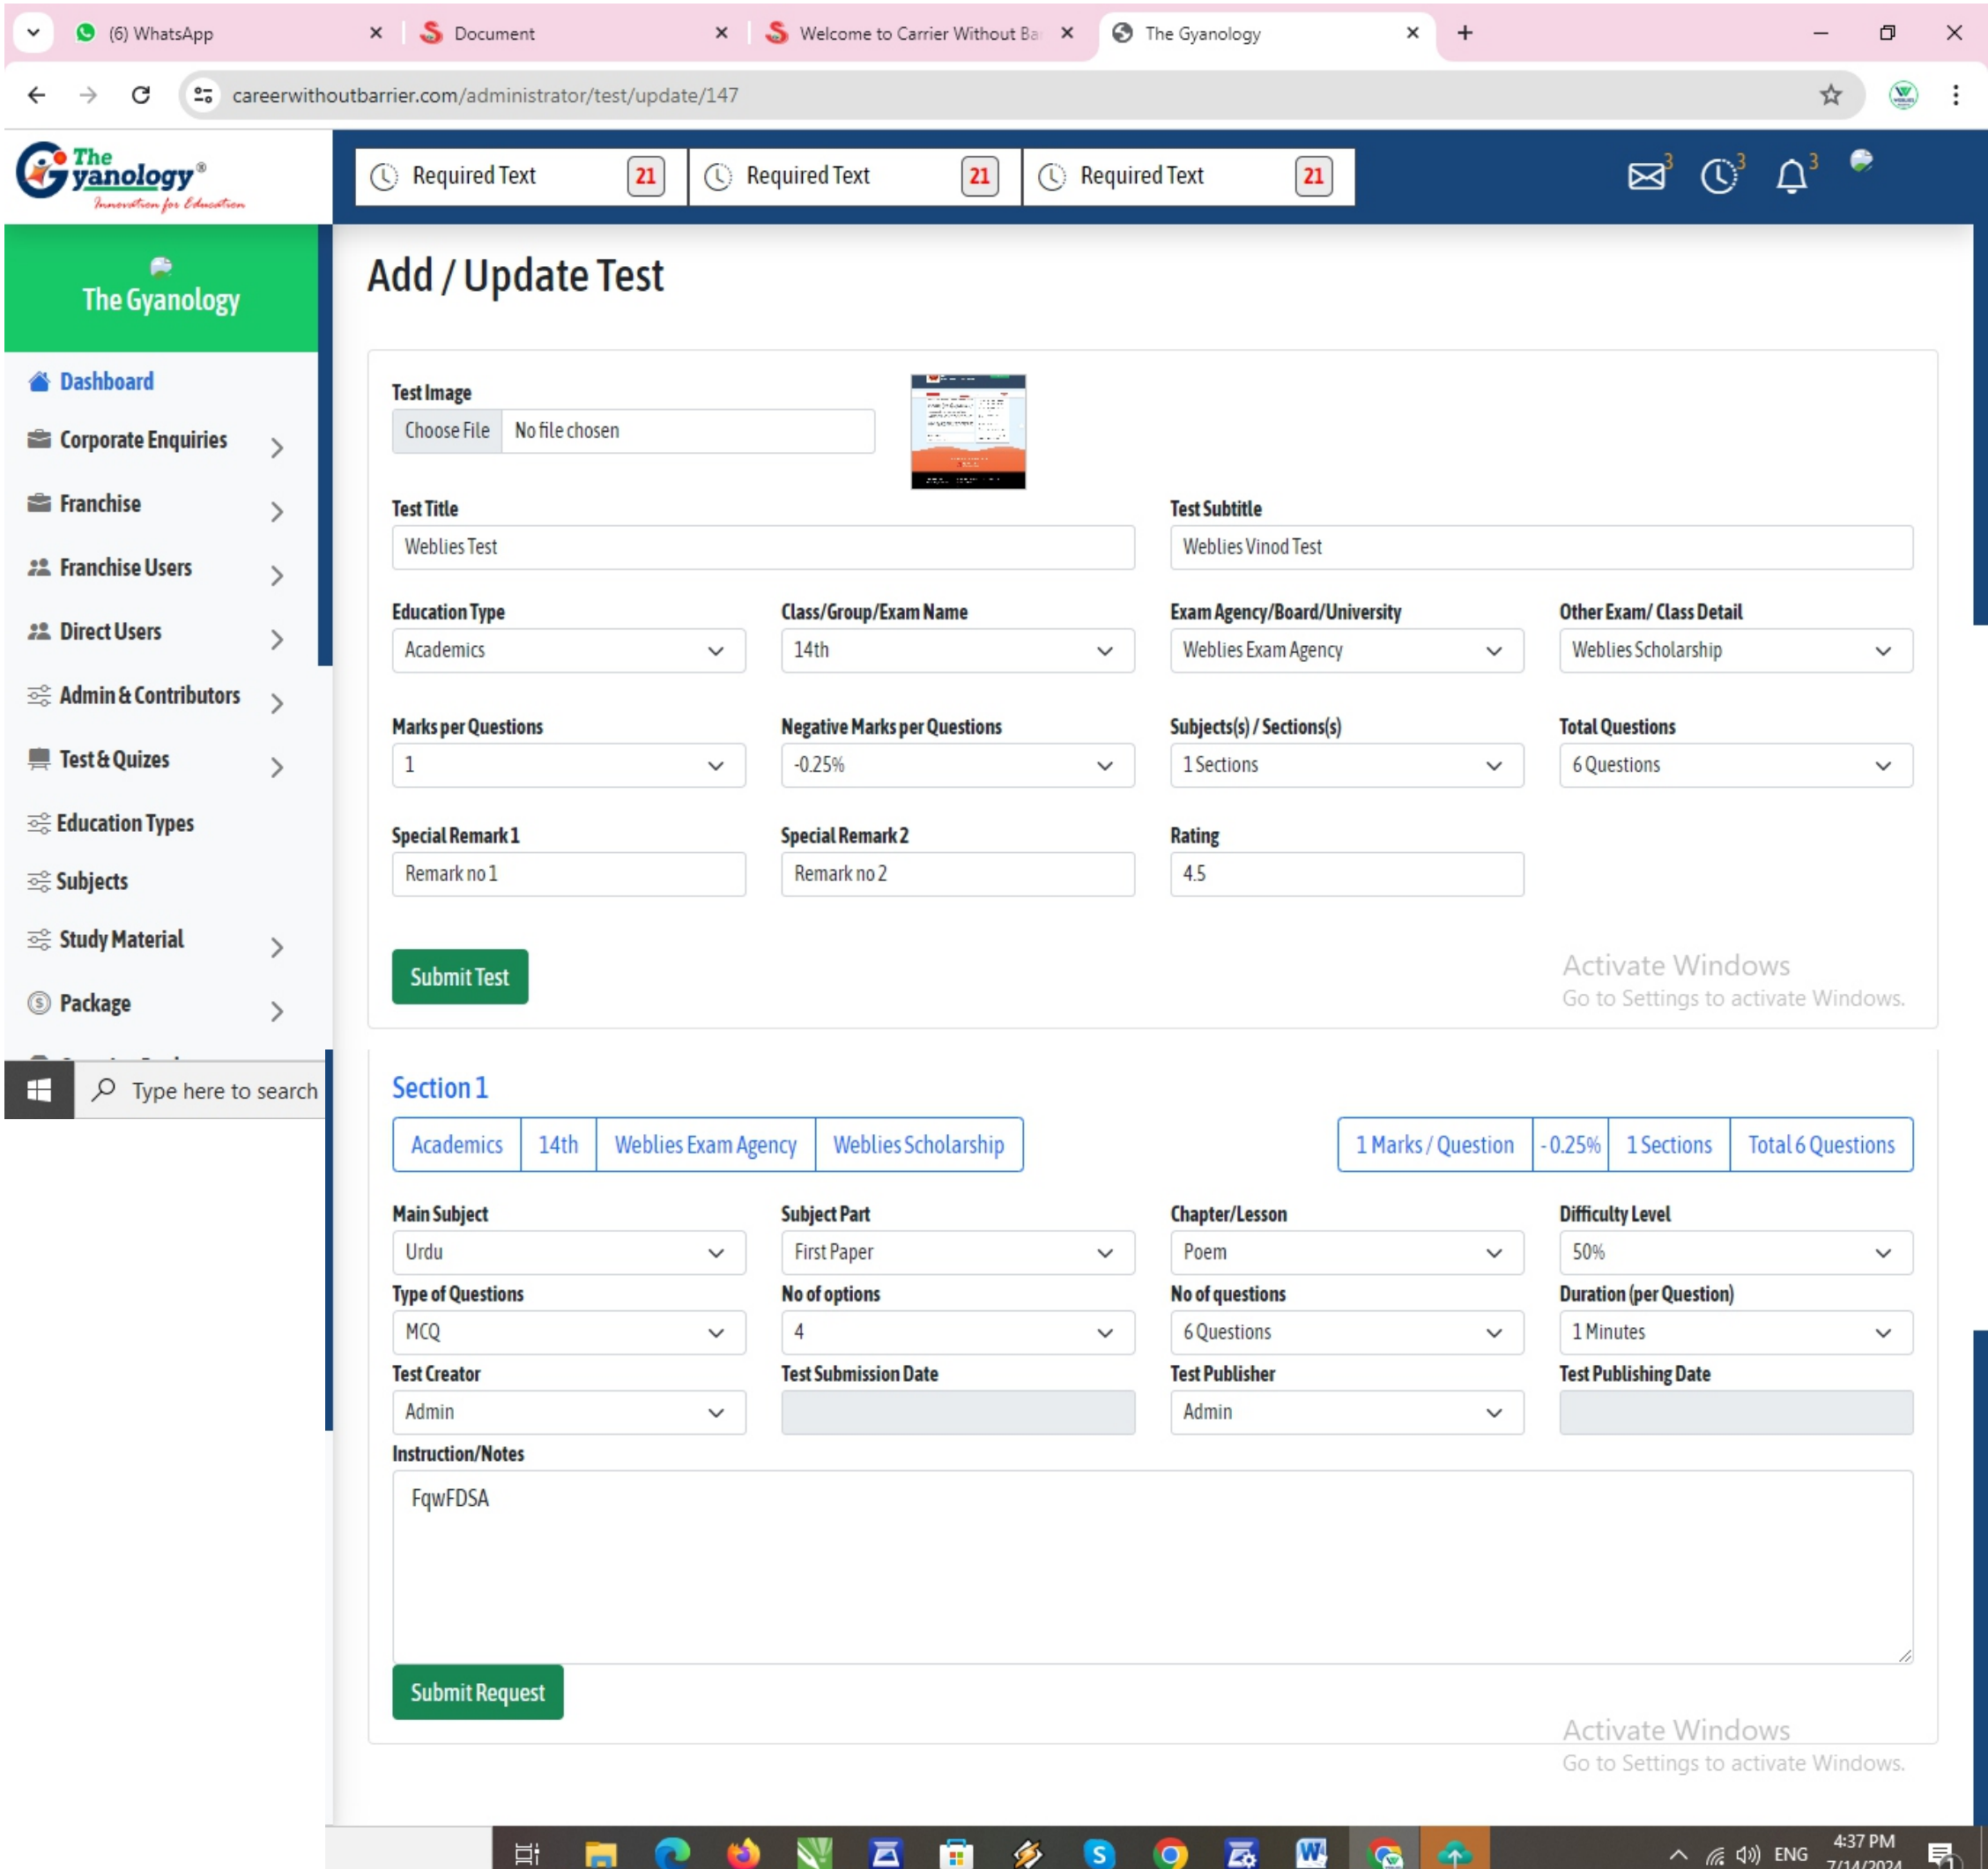 (6) WhatsApp
Document
Welcome to Carrier Without Ba
The Gyanology
careerwithoutbarrier.com/administrator/test/update/147
The Gyanology®
Innovation for Education
Required Text 21
Required Text 21
Required Text 21
3 3 3
The Gyanology
Dashboard
Corporate Enquiries
Franchise
Franchise Users
Direct Users
Admin & Contributors
Test & Quizes
Education Types
Subjects
Study Material
Package
Type here to search
Add / Update Test
Test Image
Choose File No file chosen
Test Title Test Subtitle
Weblies Test Weblies Vinod Test
Education Type Class/Group/Exam Name Exam Agency/Board/University Other Exam/ Class Detail
Academics 14th Weblies Exam Agency Weblies Scholarship
Marks per Questions Negative Marks per Questions Subjects(s) / Sections(s) Total Questions
1 -0.25% 1 Sections 6 Questions
Special Remark 1 Special Remark 2 Rating
Remark no 1 Remark no 2 4.5
Submit Test
Activate Windows
Go to Settings to activate Windows.
Section 1
Academics 14th Weblies Exam Agency Weblies Scholarship 1 Marks / Question - 0.25% 1 Sections Total 6 Questions
Main Subject Subject Part Chapter/Lesson Difficulty Level
Urdu First Paper Poem 50%
Type of Questions No of options No of questions Duration (per Question)
MCQ 4 6 Questions 1 Minutes
Test Creator Test Submission Date Test Publisher Test Publishing Date
Admin Admin
Instruction/Notes
FqwFDSA
Submit Request
Activate Windows
Go to Settings to activate Windows.
ENG
4:37 PM
7/14/2024